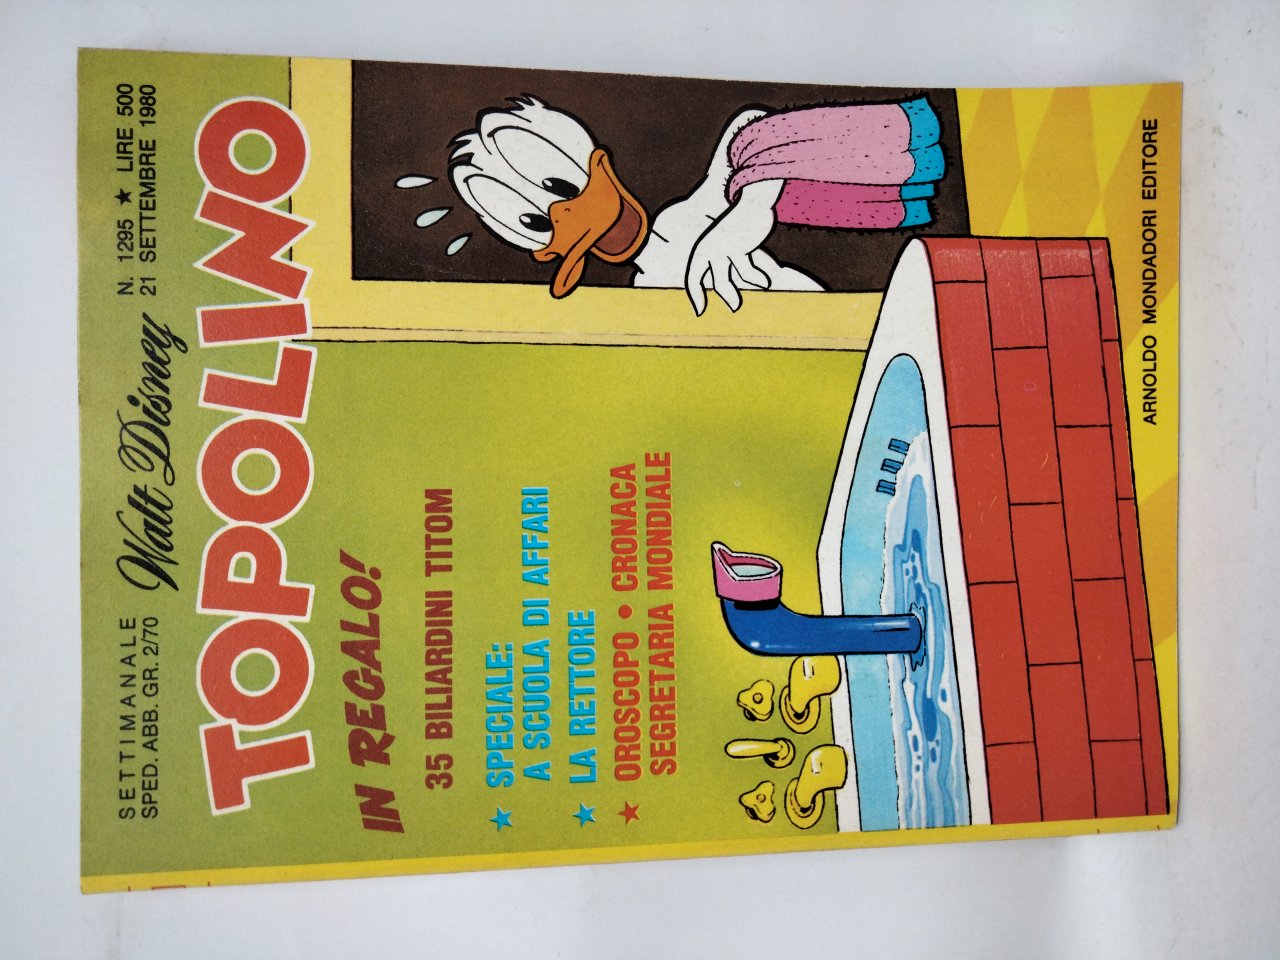 SETTIMANALE
SPED. ABB. GR. 2/70
Walt Disney
N. 1295 ★ LIRE 500
21 SETTEMBRE 1980
TOPOLINO
IN REGALO!
35 BILIARDINI TITOM
★ SPECIALE:
A SCUOLA DI AFFARI
★ LA RETTORE
★ OROSCOPO • CRONACA
SEGRETARIA MONDIALE
ARNOLDO MONDADORI EDITORE